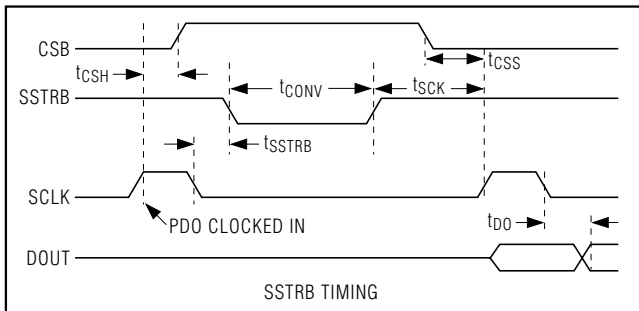 CSB
tCSH
tCSS
SSTRB
tCONV
tSCK
tSSTRB
SCLK
PDO CLOCKED IN
tDO
DOUT
SSTRB TIMING